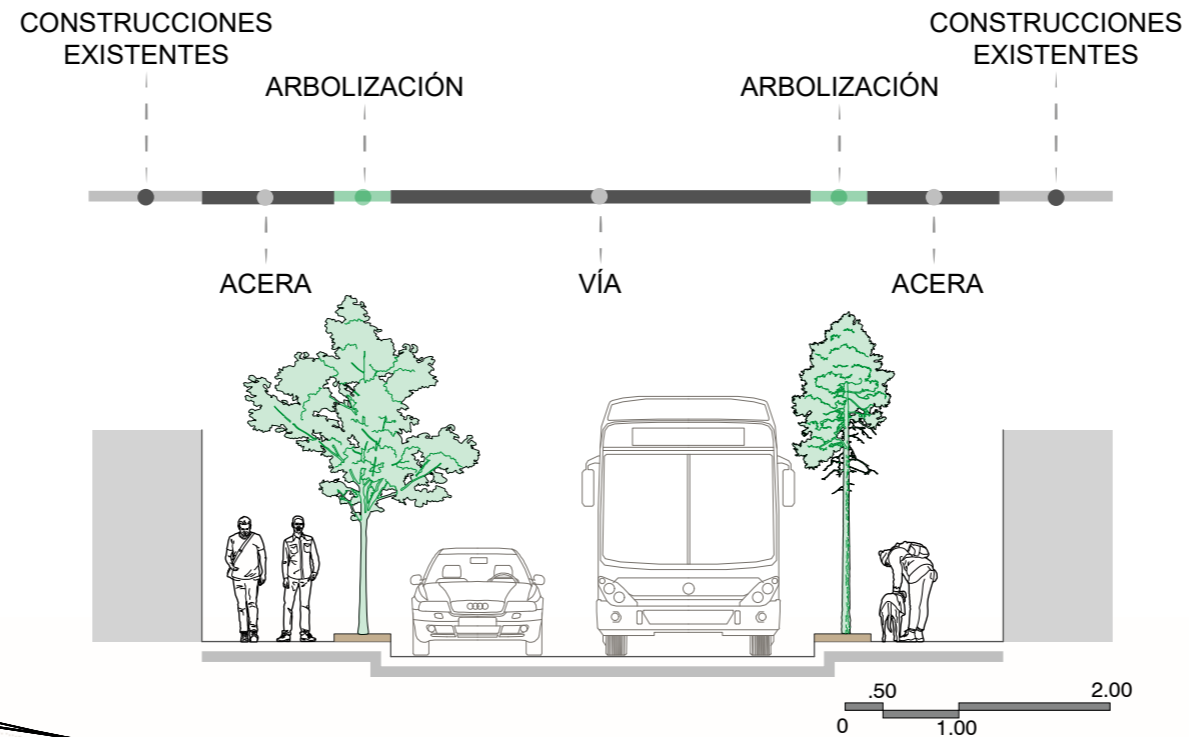 CONSTRUCCIONES
EXISTENTES
CONSTRUCCIONES
EXISTENTES
ARBOLIZACIÓN
ARBOLIZACIÓN
ACERA
VÍA
ACERA
.50
2.00
0
1.00